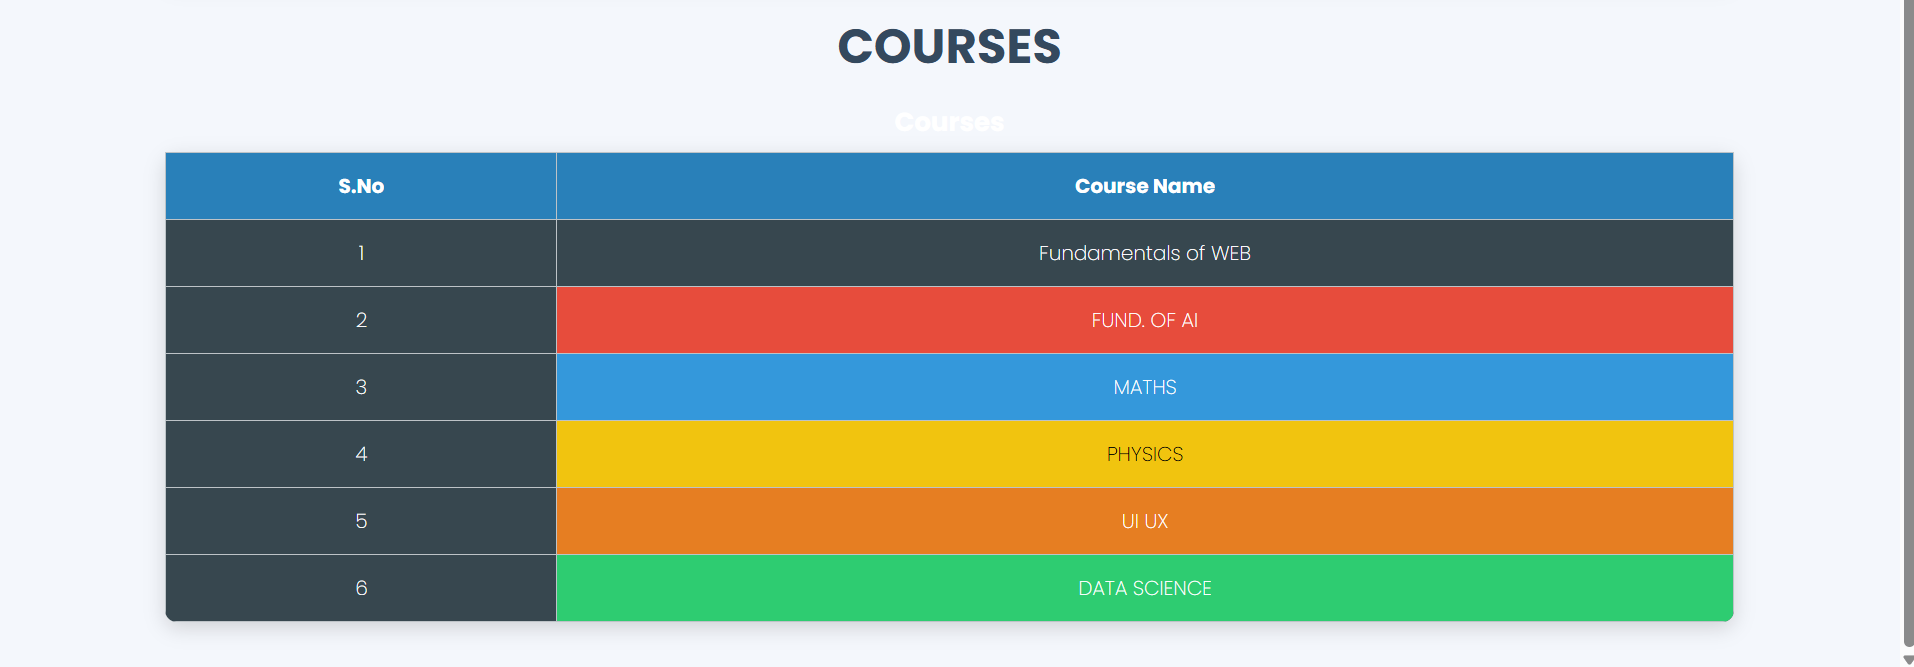 COURSES
Courses
S.No Course Name
1 Fundamentals of WEB
2 FUND. OF AI
3 MATHS
4 PHYSICS
5 UI UX
6 DATA SCIENCE